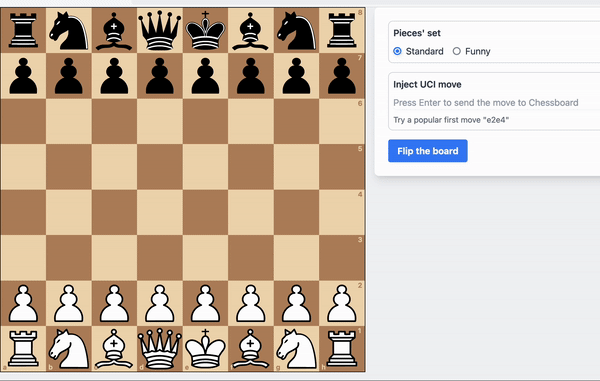 8
7
6
5
4
3
2
1
a b d e g h
Pieces' set
Standard Funny
Inject UCI move
Press Enter to send the move to Chessboard
Try a popular first move "e2e4"
Flip the board